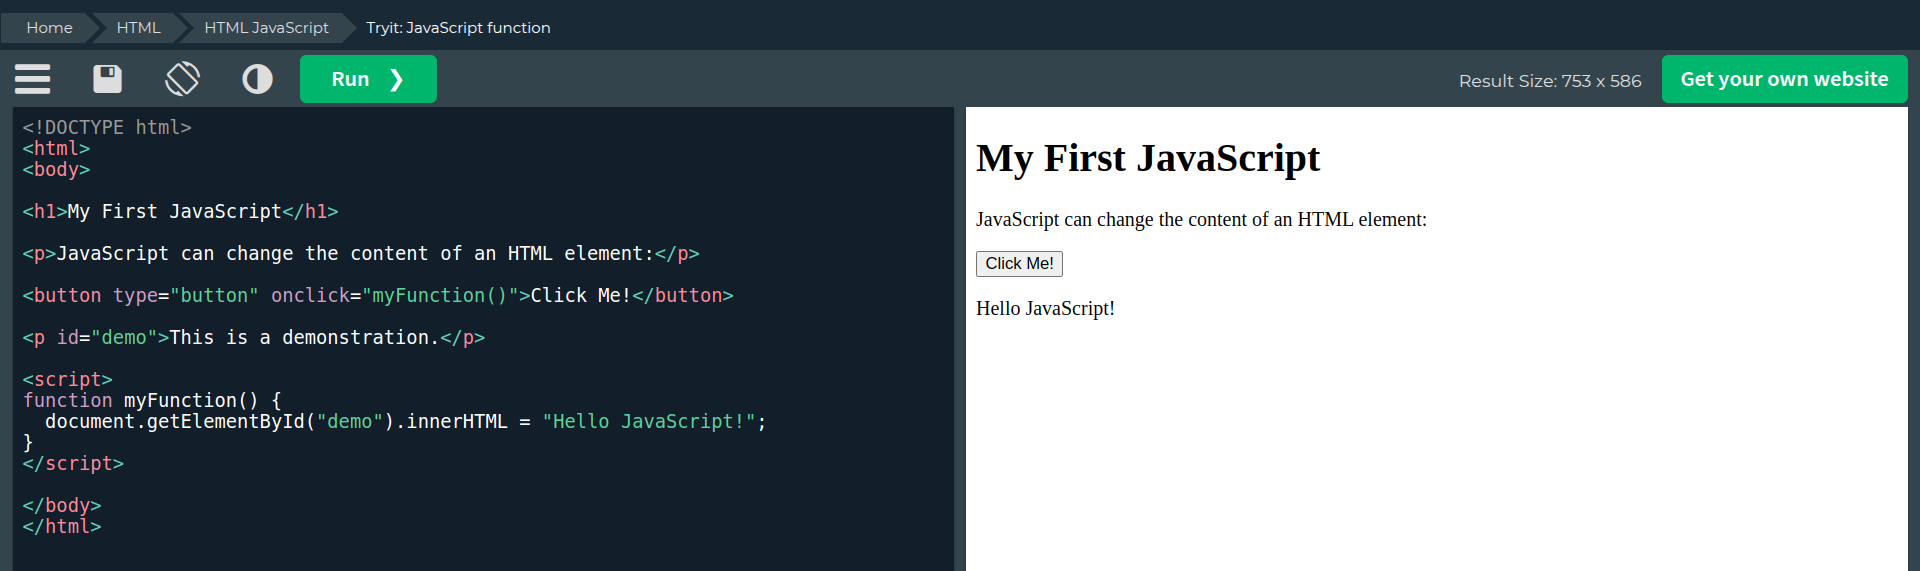 Home HTML HTML JavaScript Tryit: JavaScript function
Run ❯ Result Size: 753 x 586 Get your own website
<!DOCTYPE html>
<html>
<body>
<h1>My First JavaScript</h1>
<p>JavaScript can change the content of an HTML element:</p>
<button type="button" onclick="myFunction()">Click Me!</button>
<p id="demo">This is a demonstration.</p>
<script>
function myFunction() {
  document.getElementById("demo").innerHTML = "Hello JavaScript!";
}
</script>
</body>
</html>
My First JavaScript
JavaScript can change the content of an HTML element:
Click Me!
Hello JavaScript!